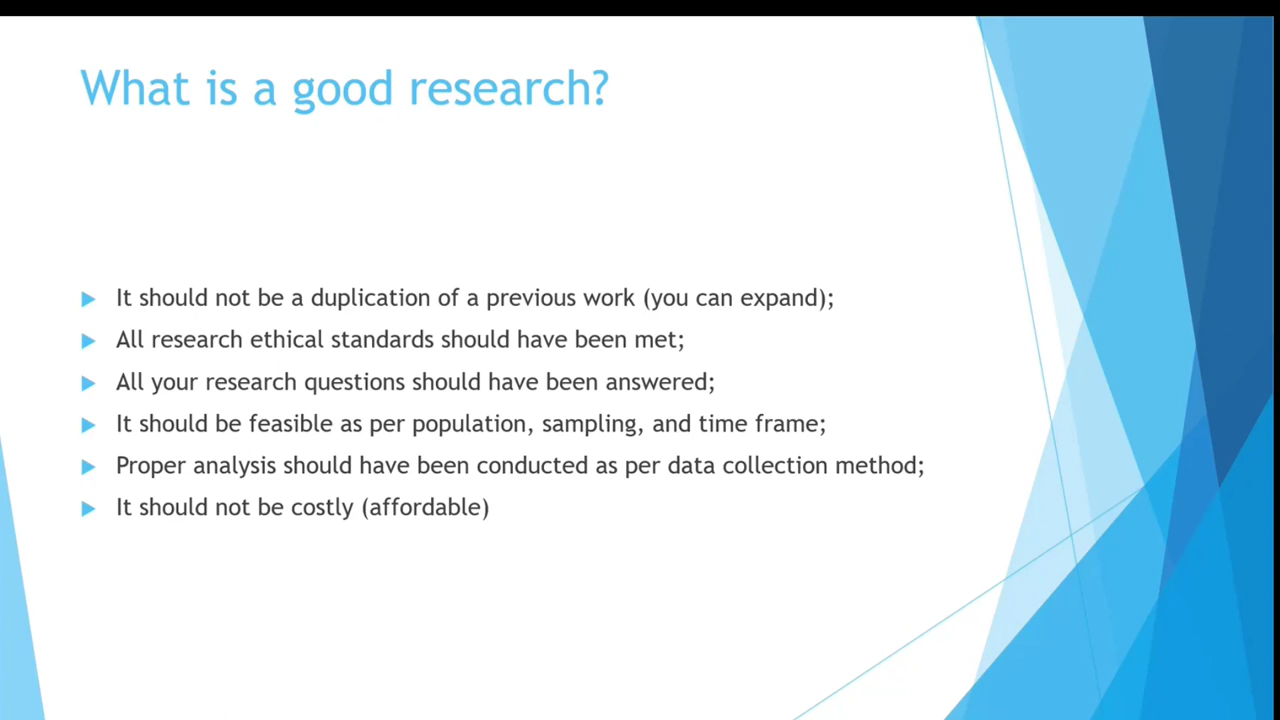 What is a good research?
It should not be a duplication of a previous work (you can expand);
All research ethical standards should have been met;
All your research questions should have been answered;
It should be feasible as per population, sampling, and time frame;
Proper analysis should have been conducted as per data collection method;
It should not be costly (affordable)